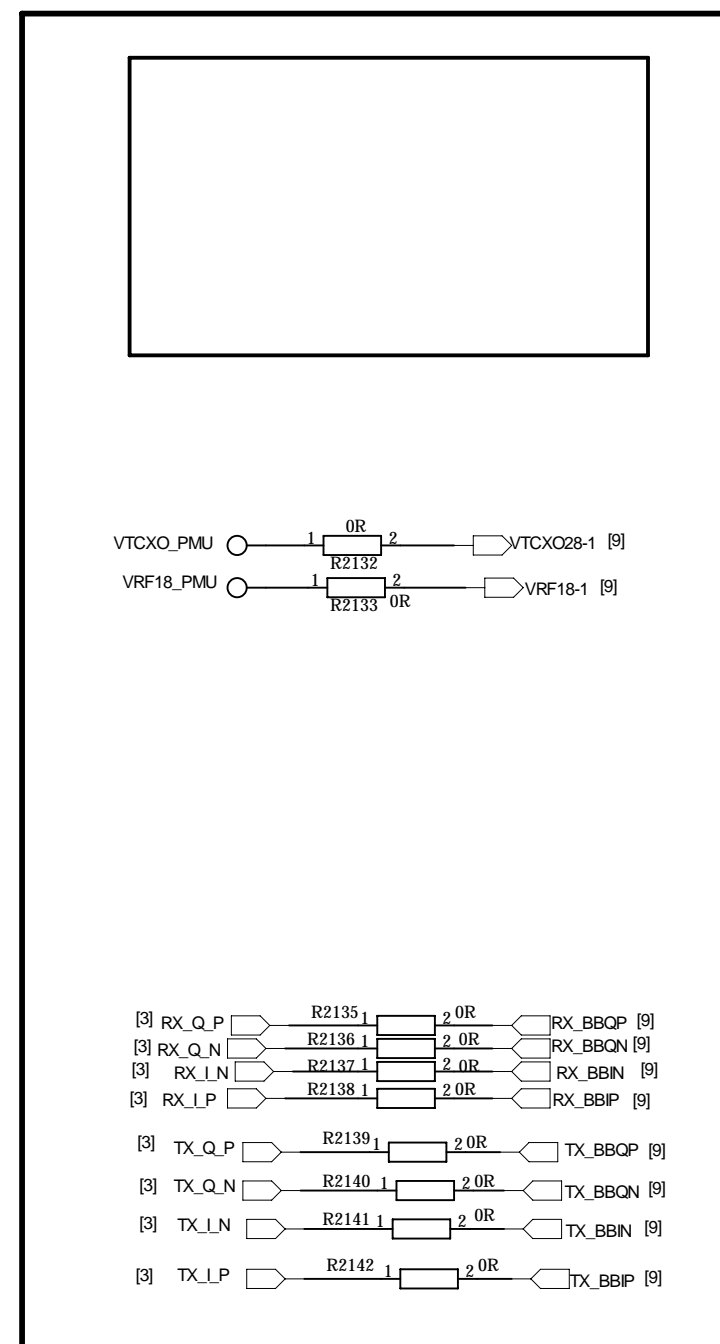 0R
VTCXO_PMU 1 2 VTCXO28-1 [9]
R2132
VRF18_PMU 1 2 VRF18-1 [9]
R2133 0R
[3] RX_Q_P R2135 1 2 0R RX_BBQP [9]
[3] RX_Q_N R2136 1 2 0R RX_BBQN [9]
[3] RX_I_N R2137 1 2 0R RX_BBIN [9]
[3] RX_I_P R2138 1 2 0R RX_BBIP [9]
[3] TX_Q_P R2139 1 2 0R TX_BBQP [9]
[3] TX_Q_N R2140 1 2 0R TX_BBQN [9]
[3] TX_I_N R2141 1 2 0R TX_BBIN [9]
[3] TX_I_P R2142 1 2 0R TX_BBIP [9]